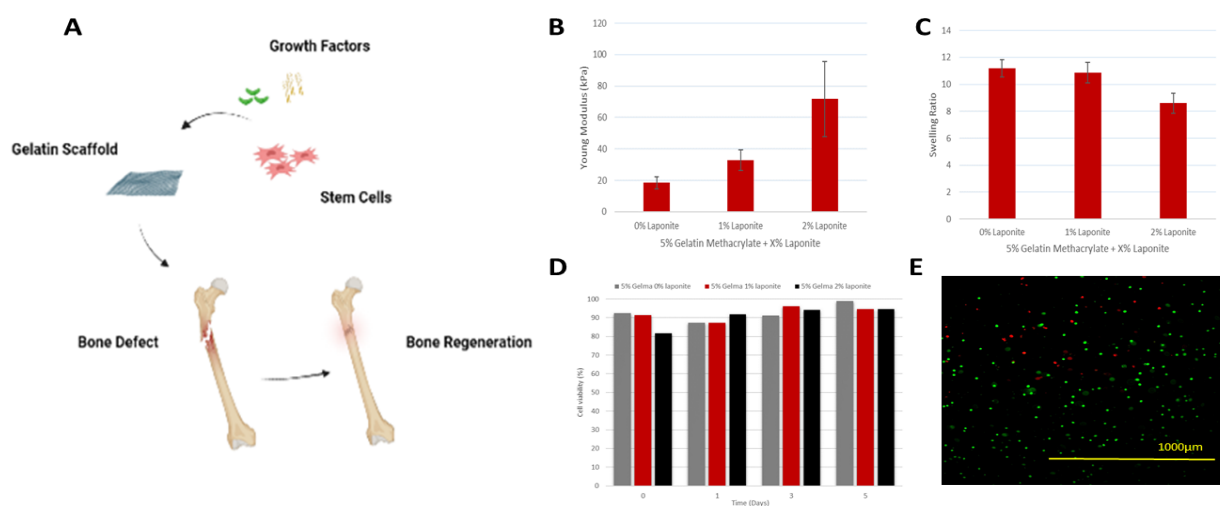 A
Growth Factors
Gelatin Scaffold
Stem Cells
Bone Defect
Bone Regeneration
B
Young Modulus (kPa)
120
100
80
60
40
20
0
0% Laponite 1% Laponite 2% Laponite
5% Gelatin Methacrylate + X% Laponite
C
Swelling Ratio
14
12
10
8
6
4
2
0
0% Laponite 1% Laponite 2% Laponite
5% Gelatin Methacrylate + X% Laponite
D
5% Gelma 0% laponite 5% Gelma 1% laponite 5% Gelma 2% laponite
Cell viability (%)
100
90
80
70
60
50
40
30
20
10
0
0 1 3 5
Time (Days)
E
1000µm